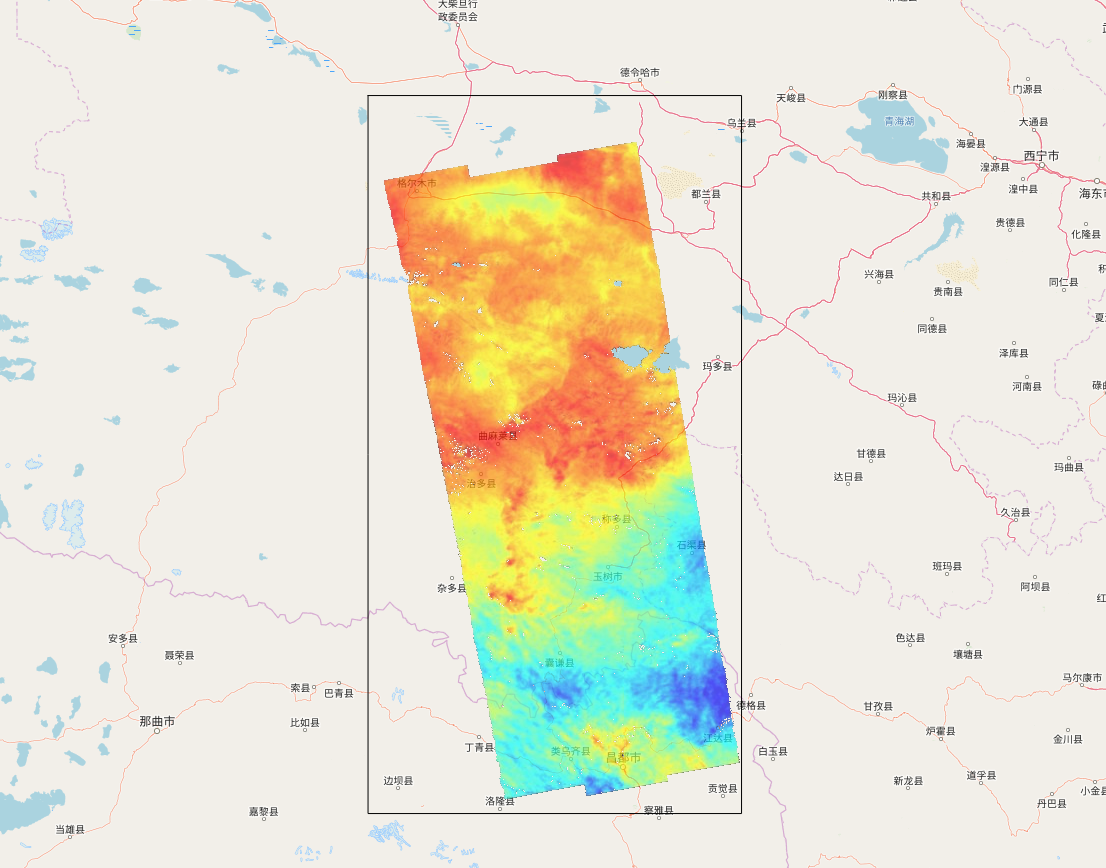 大柴旦行
政委员会
德令哈市
天峻县
刚察县
门源县
青海湖
大通县
乌兰县
海晏县
西宁市
湟源县
湟中县
海东市
格尔木市
都兰县
共和县
贵德县
化隆县
兴海县
贵南县
同仁县
同德县
泽库县
玛多县
河南县
玛沁县
曲麻莱县
甘德县
玛曲县
达日县
治多县
久治县
称多县
石渠县
班玛县
玉树市
杂多县
阿坝县
红
安多县
聂荣县
色达县
壤塘县
囊谦县
马尔康市
索县
巴青县
那曲市
比如县
德格县
甘孜县
炉霍县
金川县
江达县
丁青县
类乌齐县
昌都市
白玉县
边坝县
新龙县
道孚县
小金县
贡觉县
洛隆县
丹巴县
嘉黎县
察雅县
当雄县